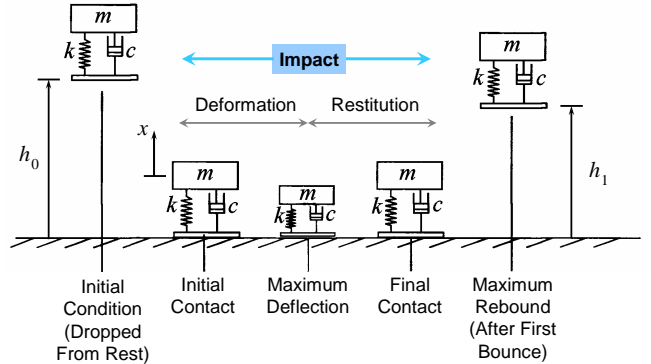 m
k
c
Impact
m
k
c
Deformation
Restitution
x
h0
m
k
c
m
k
c
m
k
c
h1
Initial
Condition
(Dropped
From Rest)
Initial
Contact
Maximum
Deflection
Final
Contact
Maximum
Rebound
(After First
Bounce)